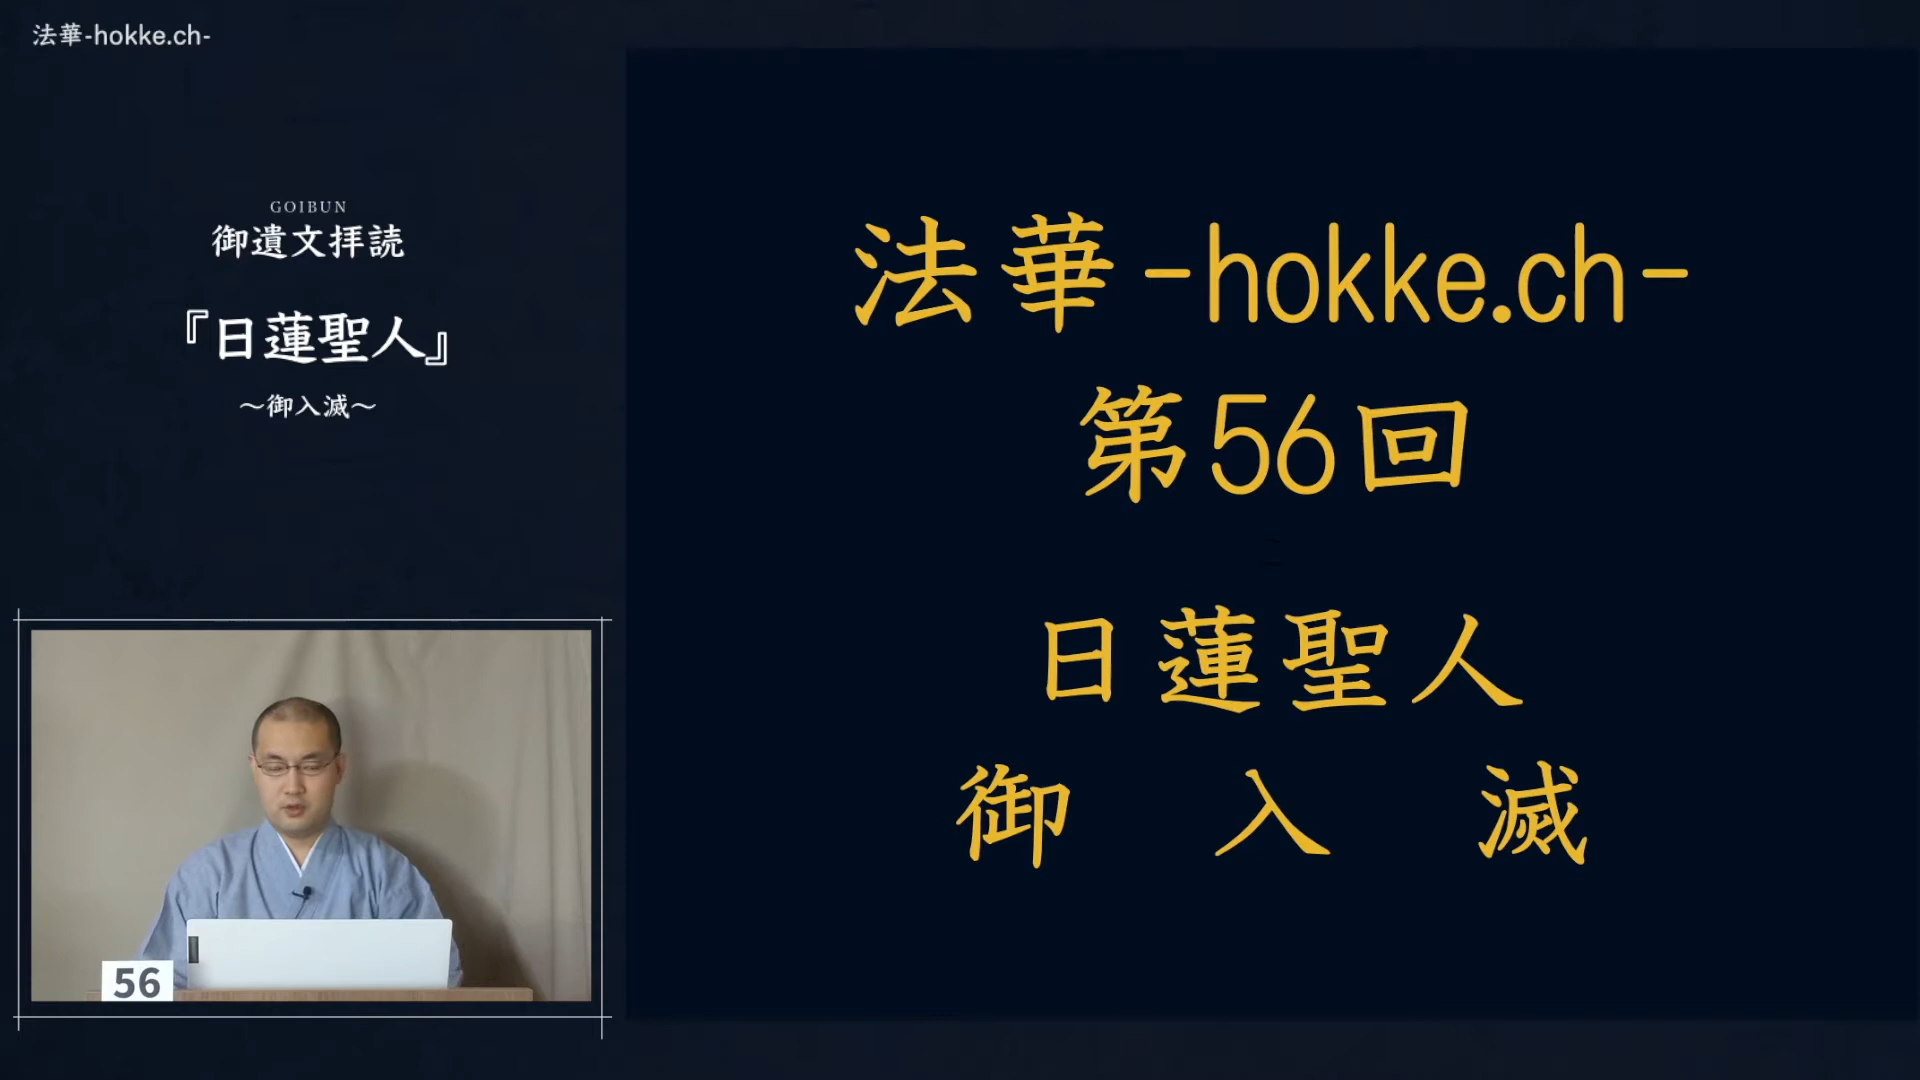 法華-hokke.ch-
GOIBUN
御遺文拝読
『日蓮聖人』
～御入滅～
56
法華-hokke.ch-
第56回
日蓮聖人
御入滅